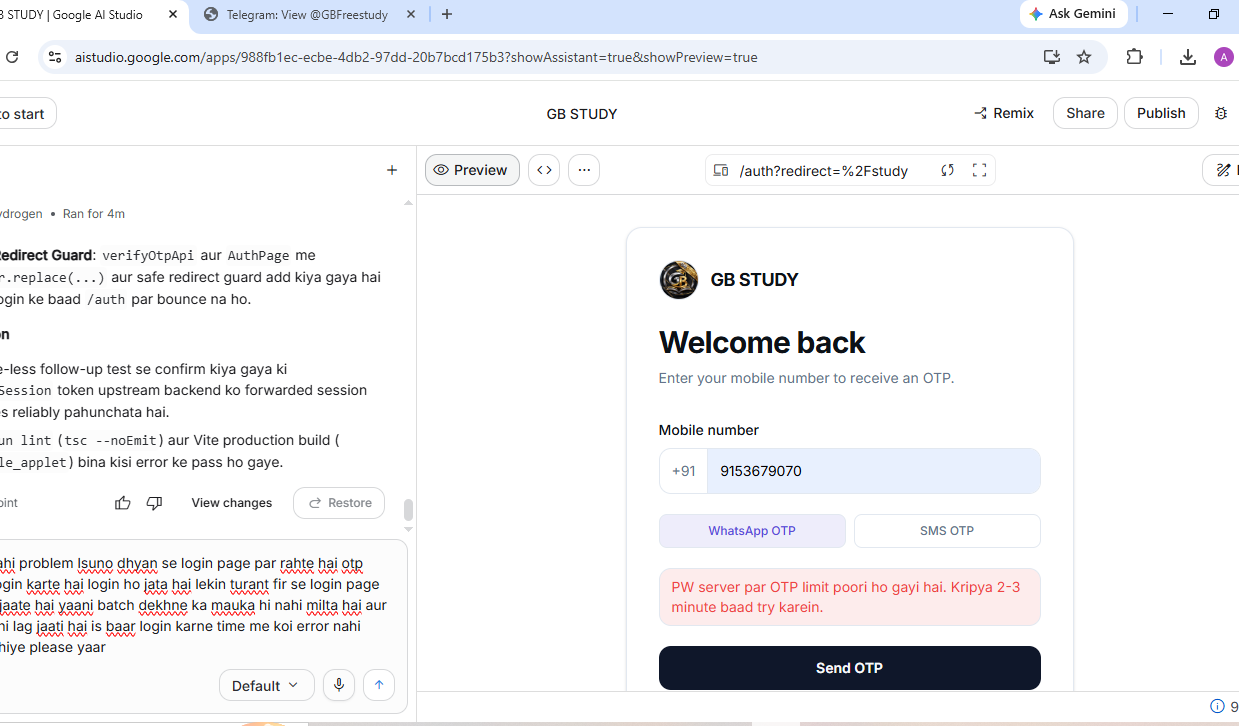 GB STUDY | Google AI Studio
Telegram: View @GBFreestudy
Ask Gemini
aistudio.google.com/apps/988fb1ec-ecbe-4db2-97dd-20b7bcd175b3?showAssistant=true&showPreview=true
A
to start
GB STUDY
Remix
Share
Publish
Preview
/auth?redirect=%2Fstudy
Ran for 4m
Redirect Guard: verifyOtpApi aur AuthPage me
r.replace(...) aur safe redirect guard add kiya gaya hai
ogin ke baad /auth par bounce na ho.
on
e-less follow-up test se confirm kiya gaya ki
Session token upstream backend ko forwarded session
es reliably pahunchata hai.
un lint (tsc --noEmit) aur Vite production build (
le_applet) bina kisi error ke pass ho gaye.
oint
View changes
Restore
ahi problem lsuno dhyan se login page par rahte hai otp
ogin karte hai login ho jata hai lekin turant fir se login page
jaate hai yaani batch dekhne ka mauka hi nahi milta hai aur
hi lag jaati hai is baar login karne time me koi error nahi
hiye please yaar
Default
GB STUDY
Welcome back
Enter your mobile number to receive an OTP.
Mobile number
+91 9153679070
WhatsApp OTP
SMS OTP
PW server par OTP limit poori ho gayi hai. Kripya 2-3
minute baad try karein.
Send OTP
9